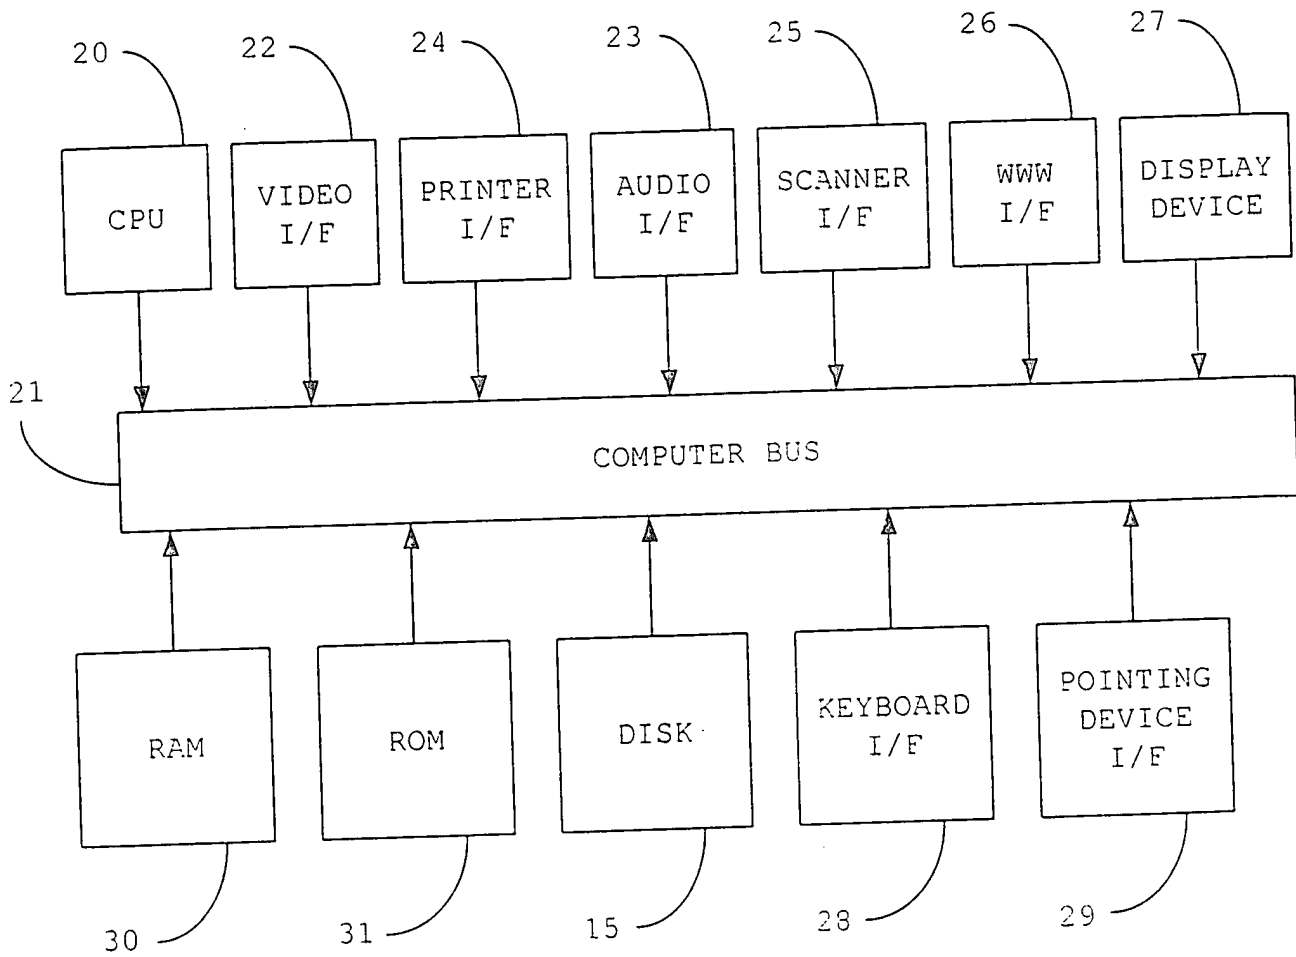 20
22
24
23
25
26
27
CPU
VIDEO
I/F
PRINTER
I/F
AUDIO
I/F
SCANNER
I/F
WWW
I/F
DISPLAY
DEVICE
21
COMPUTER BUS
RAM
ROM
DISK
KEYBOARD
I/F
POINTING
DEVICE
I/F
30
31
15
28
29